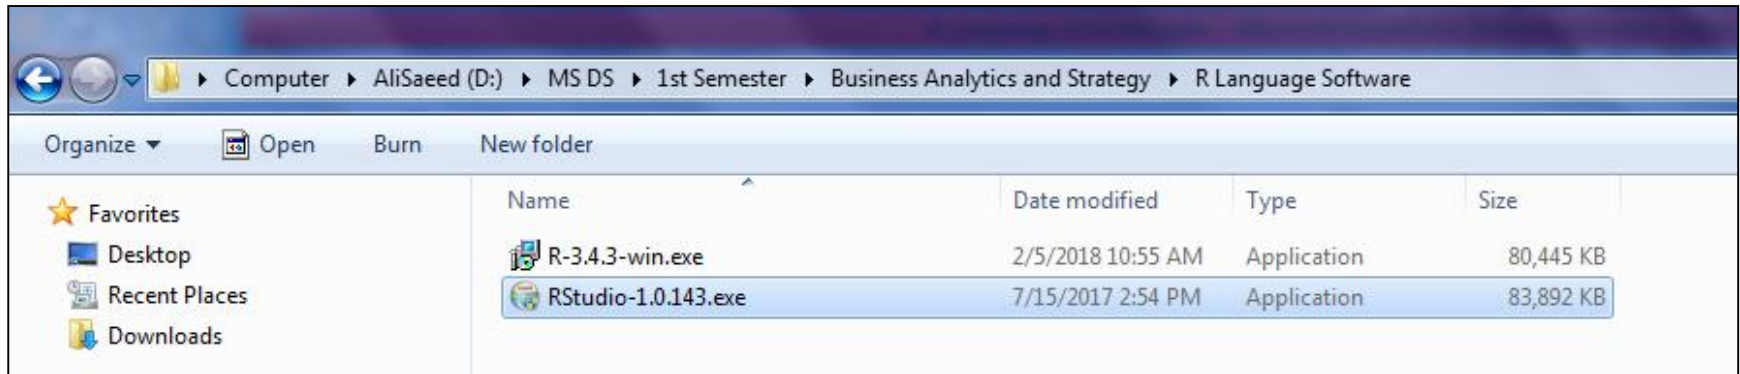 Computer AliSaeed (D:) MS DS 1st Semester Business Analytics and Strategy R Language Software
Organize Open Burn New folder
Favorites
Desktop
Recent Places
Downloads
Name Date modified Type Size
R-3.4.3-win.exe 2/5/2018 10:55 AM Application 80,445 KB
RStudio-1.0.143.exe 7/15/2017 2:54 PM Application 83,892 KB